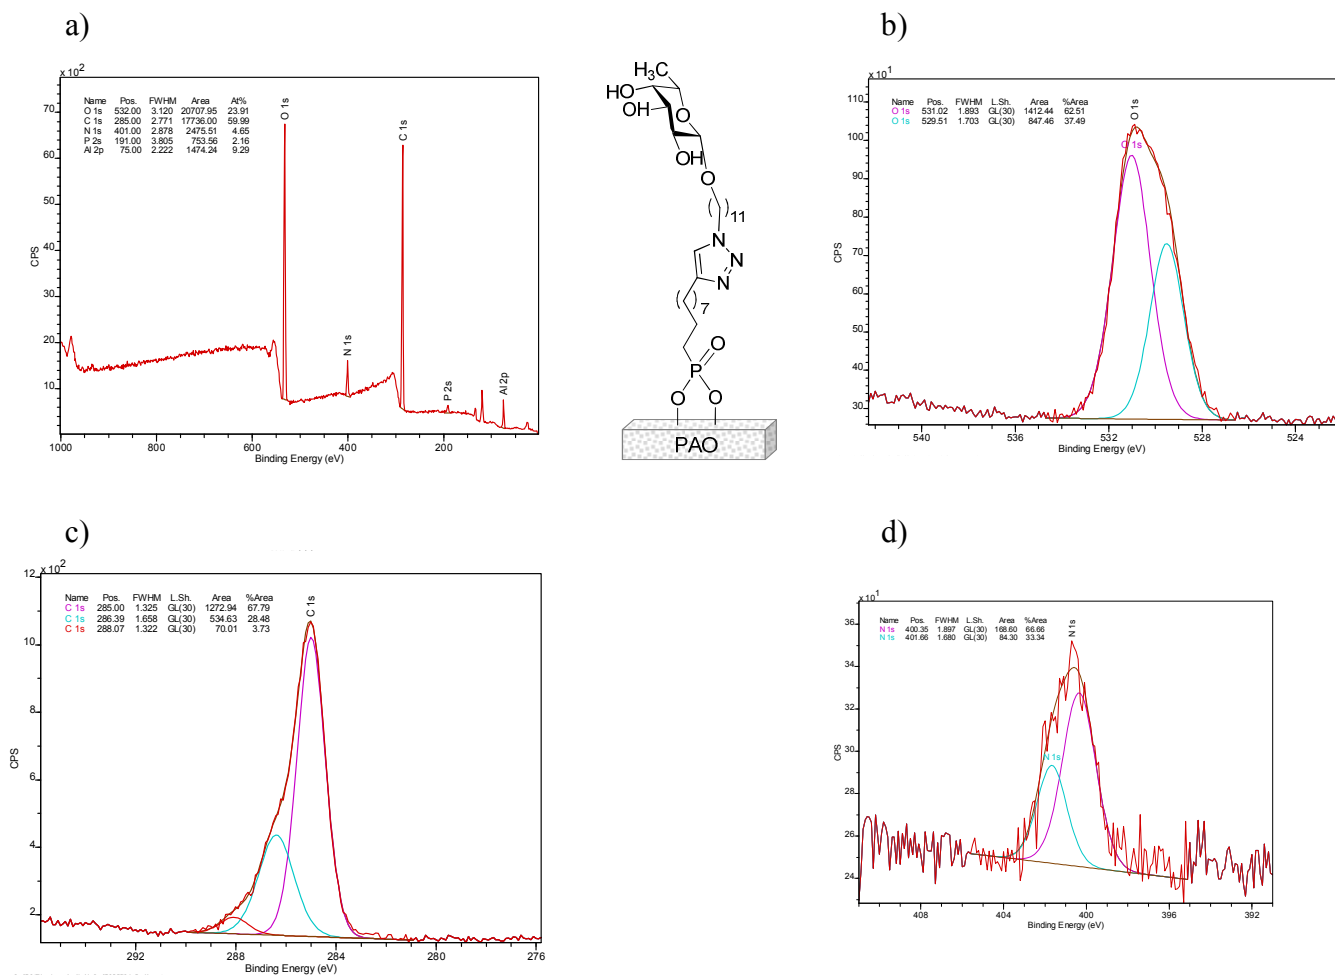 a)
x 10²
Name Pos. FWHM Area At%
O 1s 532.00 3.120 20707.95 23.91
C 1s 285.00 2.771 17736.00 59.99
N 1s 401.00 2.878 2475.51 4.65
P 2s 191.00 3.805 753.56 2.16
Al 2p 75.00 2.222 1474.24 9.29
70
60
50
40
30
20
10
CPS
O 1s
N 1s
C 1s
P 2s
Al 2p
1000 800 600 400 200
Binding Energy (eV)
H₃C
HO
OH
O
OH
O
11
N
N
N
7
O
P
O O
PAO
b)
x 10¹
Name Pos. FWHM L.Sh. Area %Area
O 1s 531.02 1.893 GL(30) 1412.44 62.51
O 1s 529.51 1.703 GL(30) 847.46 37.49
110
100
90
80
70
60
50
40
30
CPS
O 1s
O 1s
540 536 532 528 524
Binding Energy (eV)
c)
x 10²
Name Pos. FWHM L.Sh. Area %Area
C 1s 285.00 1.325 GL(30) 1272.94 67.79
C 1s 286.39 1.658 GL(30) 534.63 28.48
C 1s 288.07 1.322 GL(30) 70.01 3.73
12
10
8
6
4
2
CPS
C 1s
292 288 284 280 276
Binding Energy (eV)
d)
x 10¹
Name Pos. FWHM L.Sh. Area %Area
N 1s 400.35 1.897 GL(30) 168.60 66.66
N 1s 401.66 1.680 GL(30) 84.30 33.34
34
32
30
28
26
24
CPS
N 1s
N 1s
408 404 400 396 392
Binding Energy (eV)